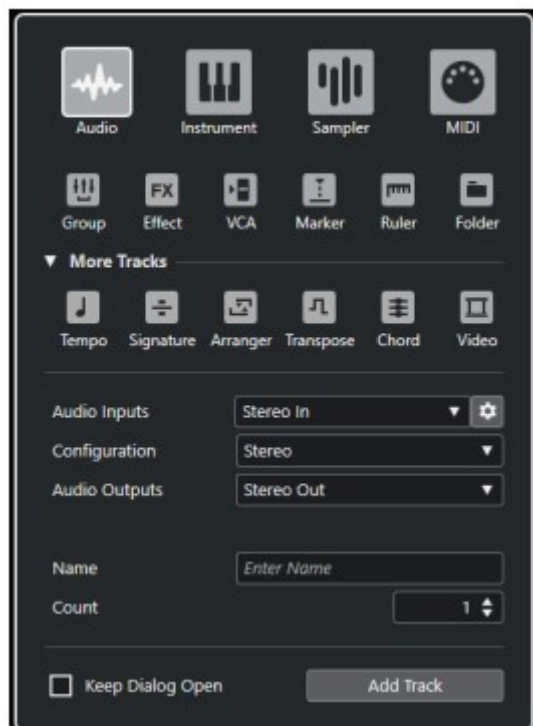 Audio Instrument Sampler MIDI
FX
Group Effect VCA Marker Ruler Folder
▼ More Tracks
Tempo Signature Arranger Transpose Chord Video
Audio Inputs Stereo In
Configuration Stereo
Audio Outputs Stereo Out
Name Enter Name
Count 1
Keep Dialog Open Add Track